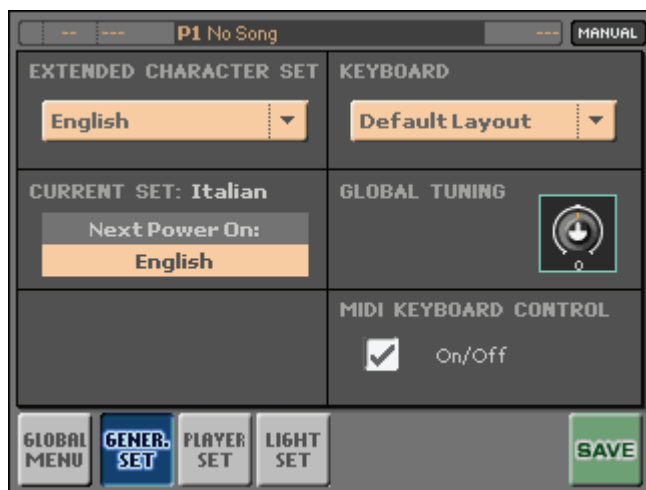 -- --- P1 No Song --- MANUAL
EXTENDED CHARACTER SET
English
KEYBOARD
Default Layout
CURRENT SET: Italian
Next Power On:
English
GLOBAL TUNING
0
MIDI KEYBOARD CONTROL
On/Off
GLOBAL MENU
GENER. SET
PLAYER SET
LIGHT SET
SAVE